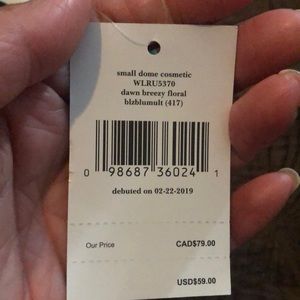 small dome cosmetic
WLRU5370
dawn breezy floral
blzblumult (417)
0 98687 36024 1
debuted on 02-22-2019
Our Price CAD$79.00
USD$59.00